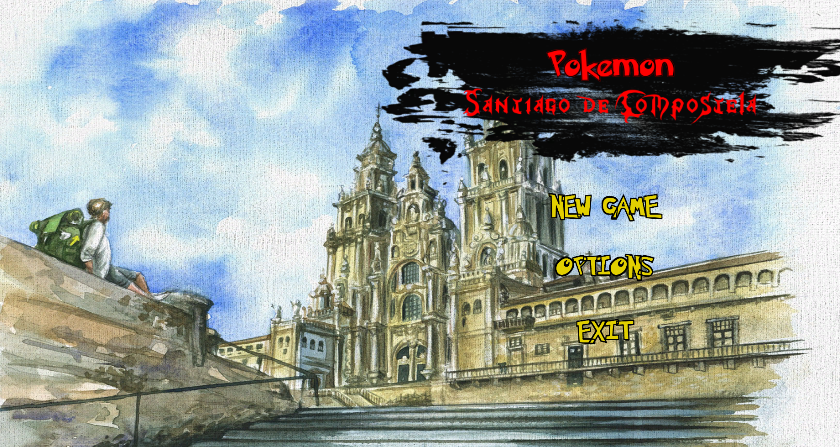 Pokemon
Santiago de Compostela
NEW GAME
OPTIONS
EXIT